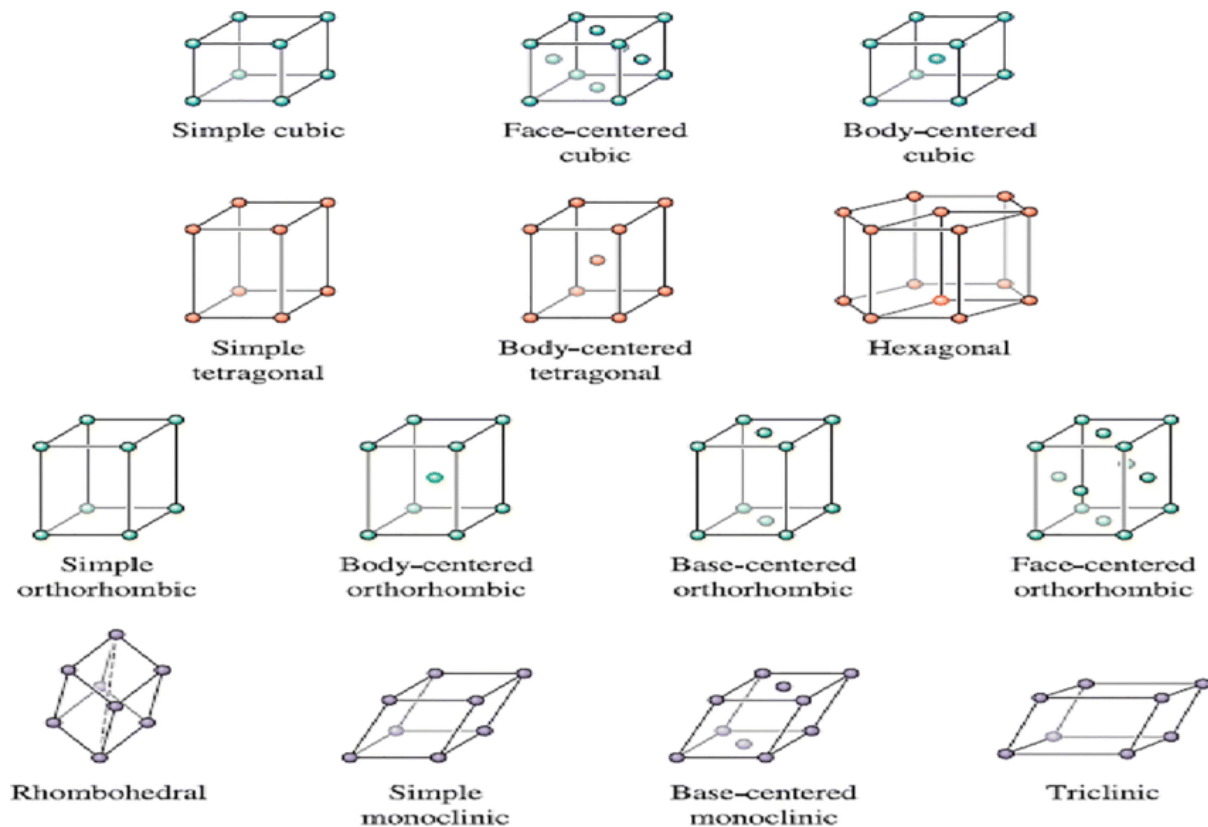 Simple cubic
Face-centered
cubic
Body-centered
cubic
Simple
tetragonal
Body-centered
tetragonal
Hexagonal
Simple
orthorhombic
Body-centered
orthorhombic
Base-centered
orthorhombic
Face-centered
orthorhombic
Rhombohedral
Simple
monoclinic
Base-centered
monoclinic
Triclinic